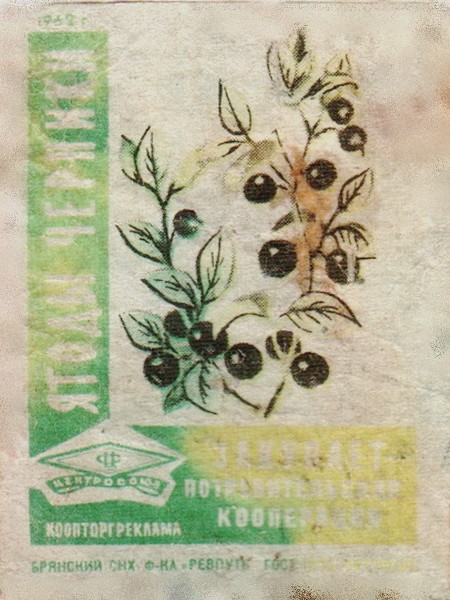 1962 г.
ЯГОДЫ ЧЕРНИКИ
ЗАКУПАЕТ
ПОТРЕБИТЕЛЬСКАЯ
КООПЕРАЦИЯ
ЦЕНТРОСОЮЗ
КООПТОРГРЕКЛАМА
БРЯНСКИЙ СНХ Ф-КА «РЕВПУТЬ» ГОСТ